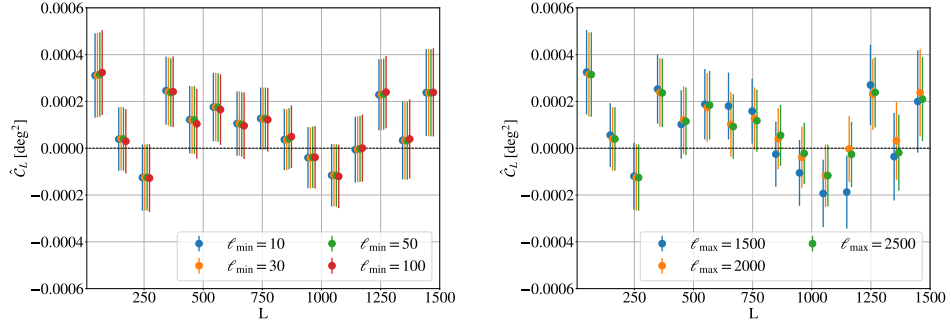 0.0006
0.0004
0.0002
0.0000
−0.0002
−0.0004
−0.0006
Ĉ_L [deg²]
250 500 750 1000 1250 1500
L
ℓ_min = 10
ℓ_min = 30
ℓ_min = 50
ℓ_min = 100
0.0006
0.0004
0.0002
0.0000
−0.0002
−0.0004
−0.0006
Ĉ_L [deg²]
250 500 750 1000 1250 1500
L
ℓ_max = 1500
ℓ_max = 2000
ℓ_max = 2500